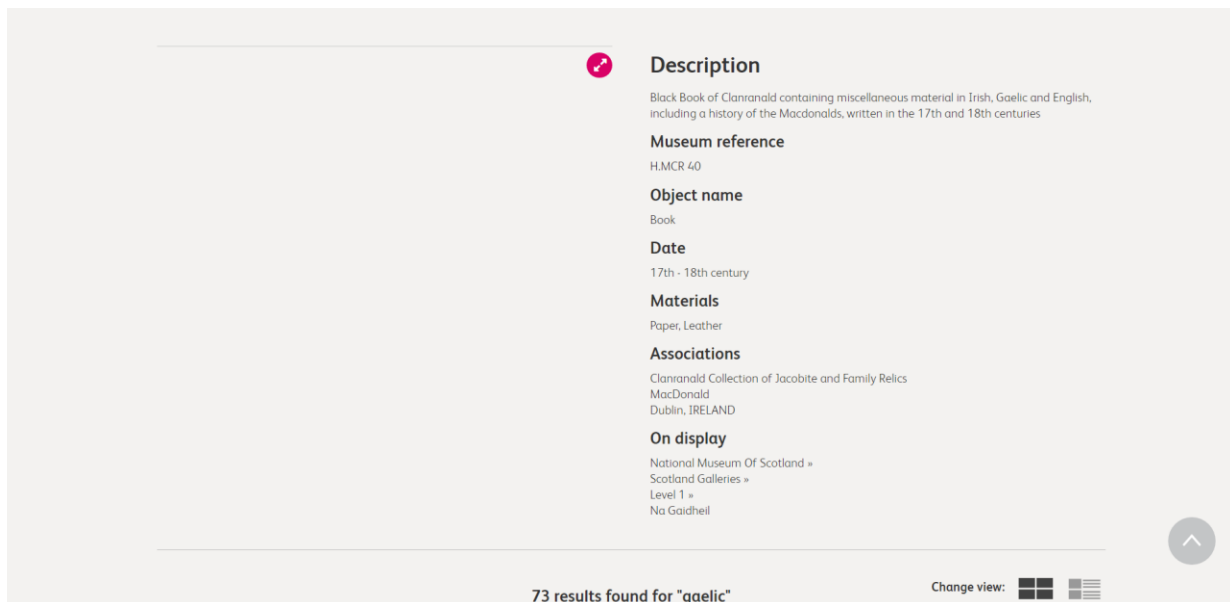 Description
Black Book of Clanranald containing miscellaneous material in Irish, Gaelic and English,
including a history of the Macdonalds, written in the 17th and 18th centuries
Museum reference
H.MCR 40
Object name
Book
Date
17th - 18th century
Materials
Paper, Leather
Associations
Clanranald Collection of Jacobite and Family Relics
MacDonald
Dublin, IRELAND
On display
National Museum Of Scotland »
Scotland Galleries »
Level 1 »
Na Gaidheil
73 results found for "gaelic"
Change view: